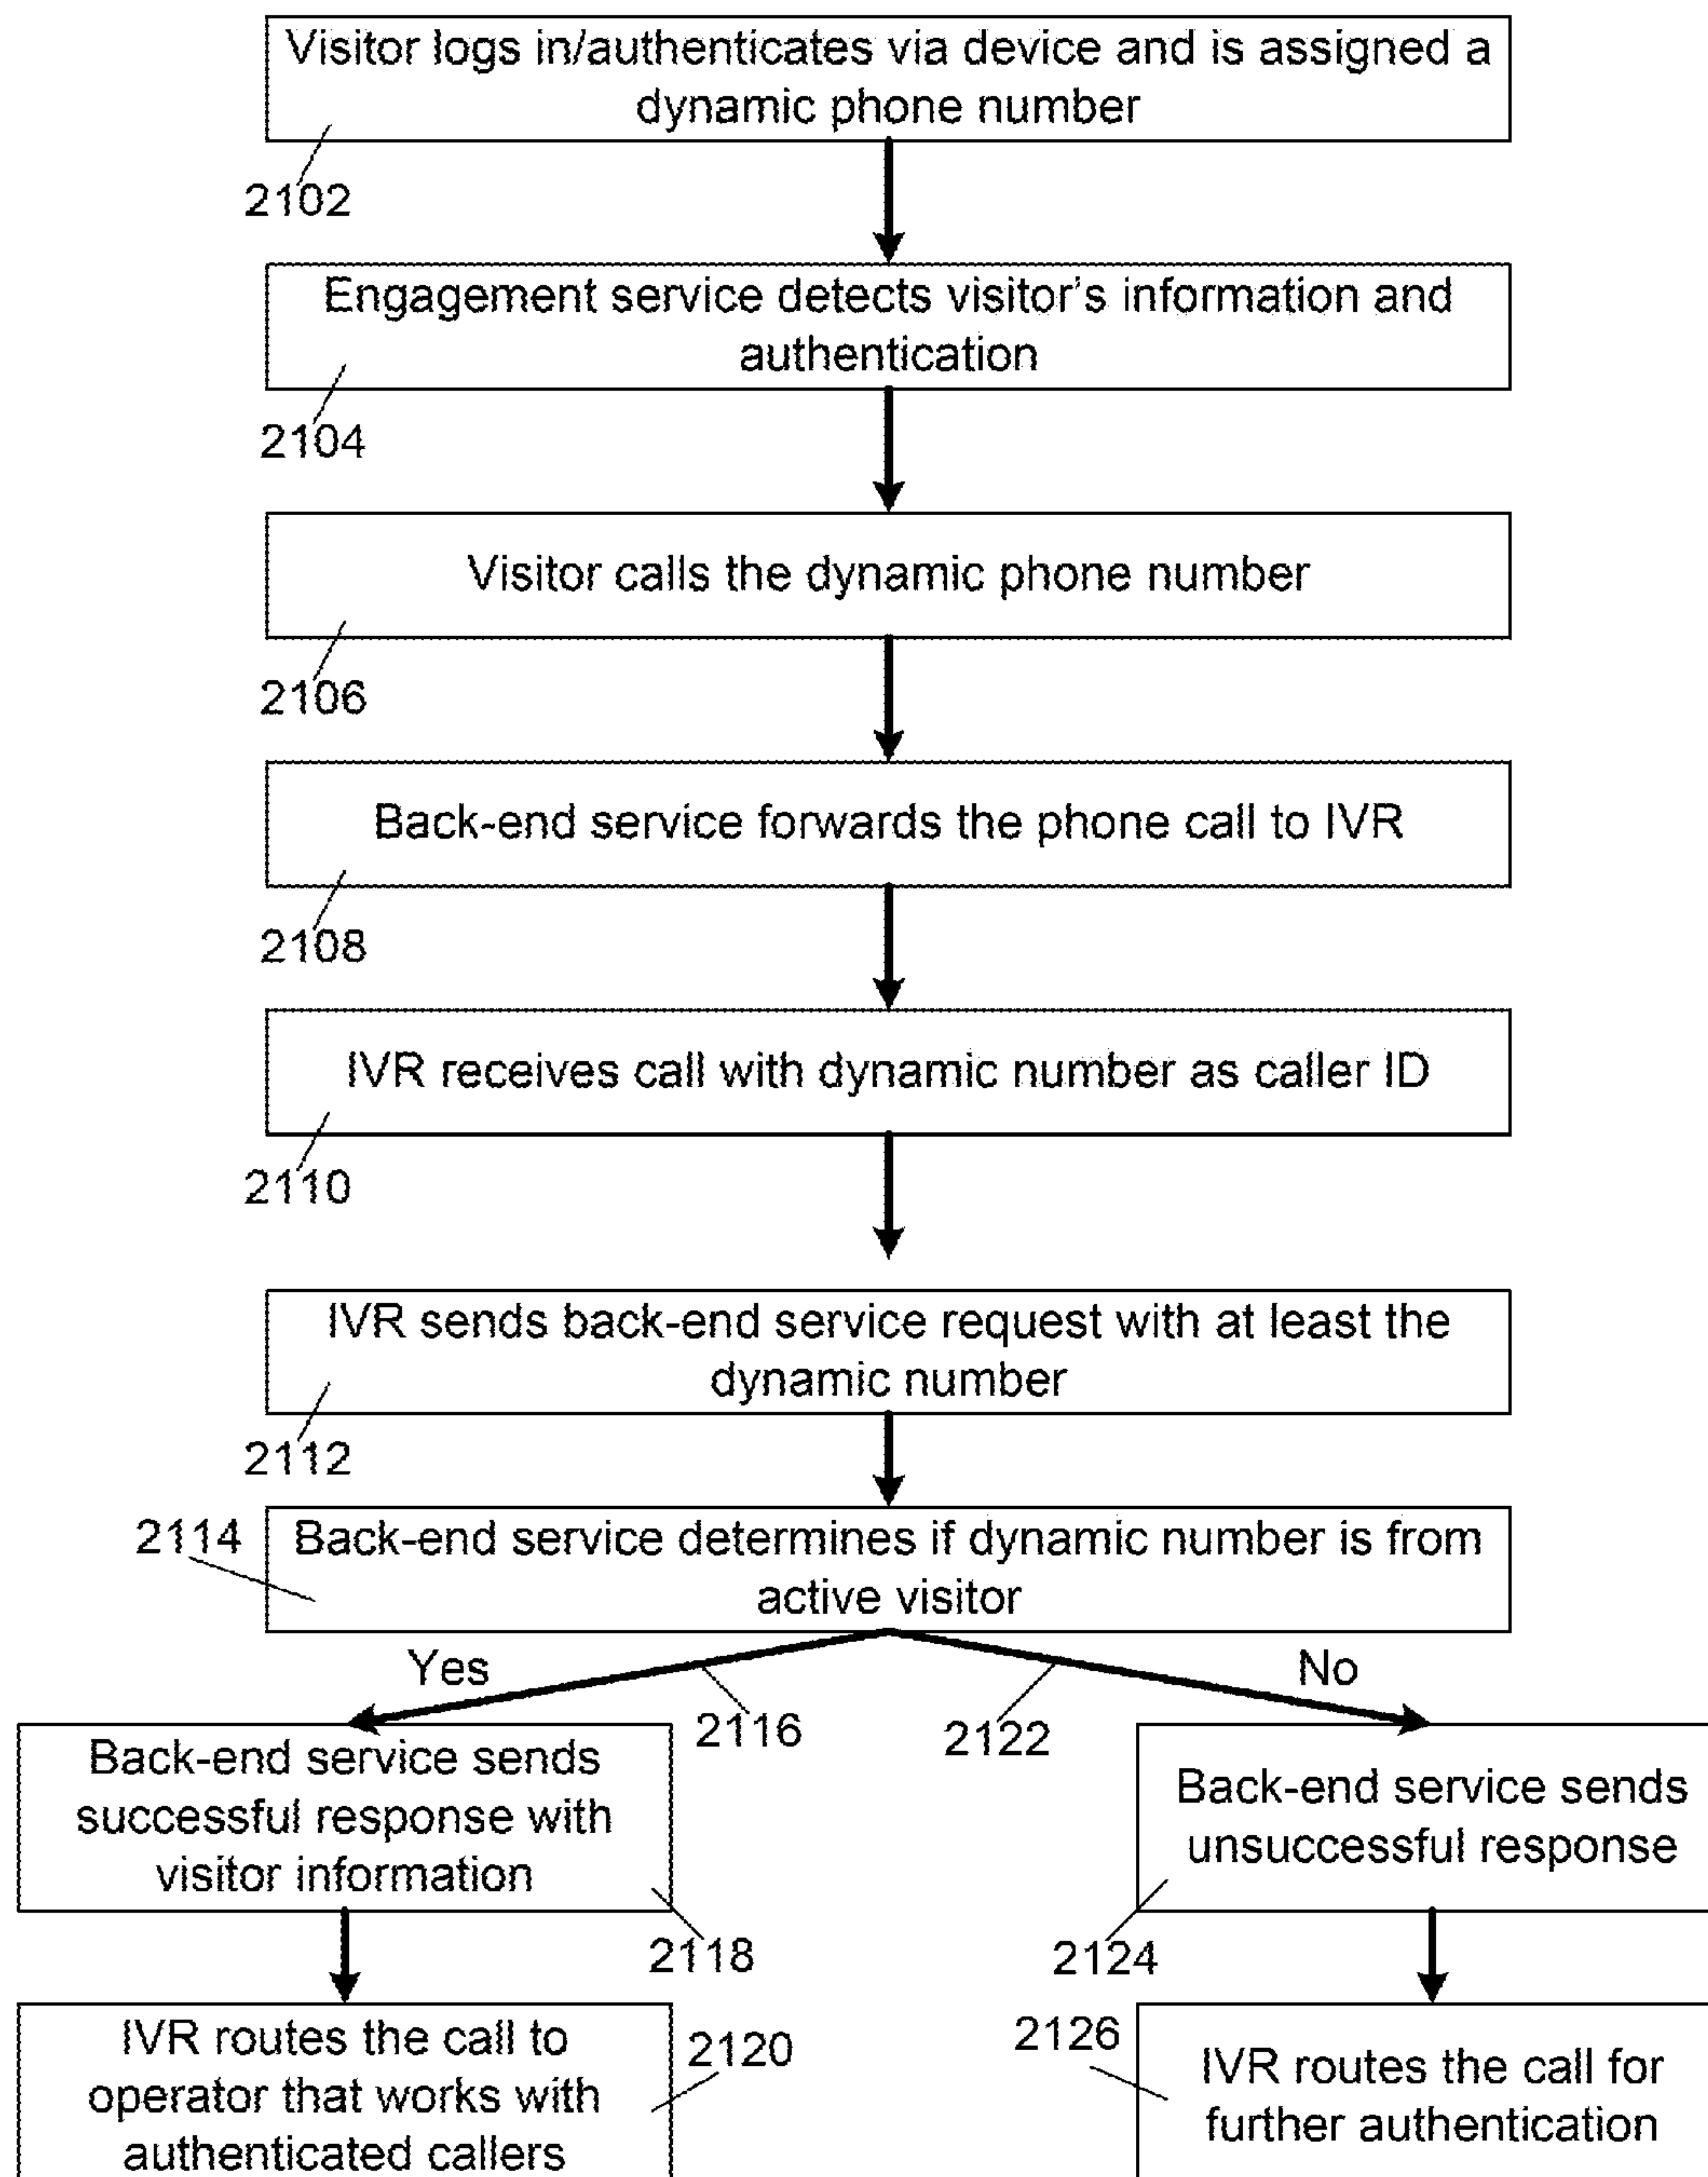 Visitor logs in/authenticates via device and is assigned a
dynamic phone number
2102
Engagement service detects visitor's information and
authentication
2104
Visitor calls the dynamic phone number
2106
Back-end service forwards the phone call to IVR
2108
IVR receives call with dynamic number as caller ID
2110
IVR sends back-end service request with at least the
dynamic number
2112
2114
Back-end service determines if dynamic number is from
active visitor
Yes
No
2116
2122
Back-end service sends
successful response with
visitor information
2118
Back-end service sends
unsuccessful response
2124
IVR routes the call to
operator that works with
authenticated callers
2120
2126
IVR routes the call for
further authentication